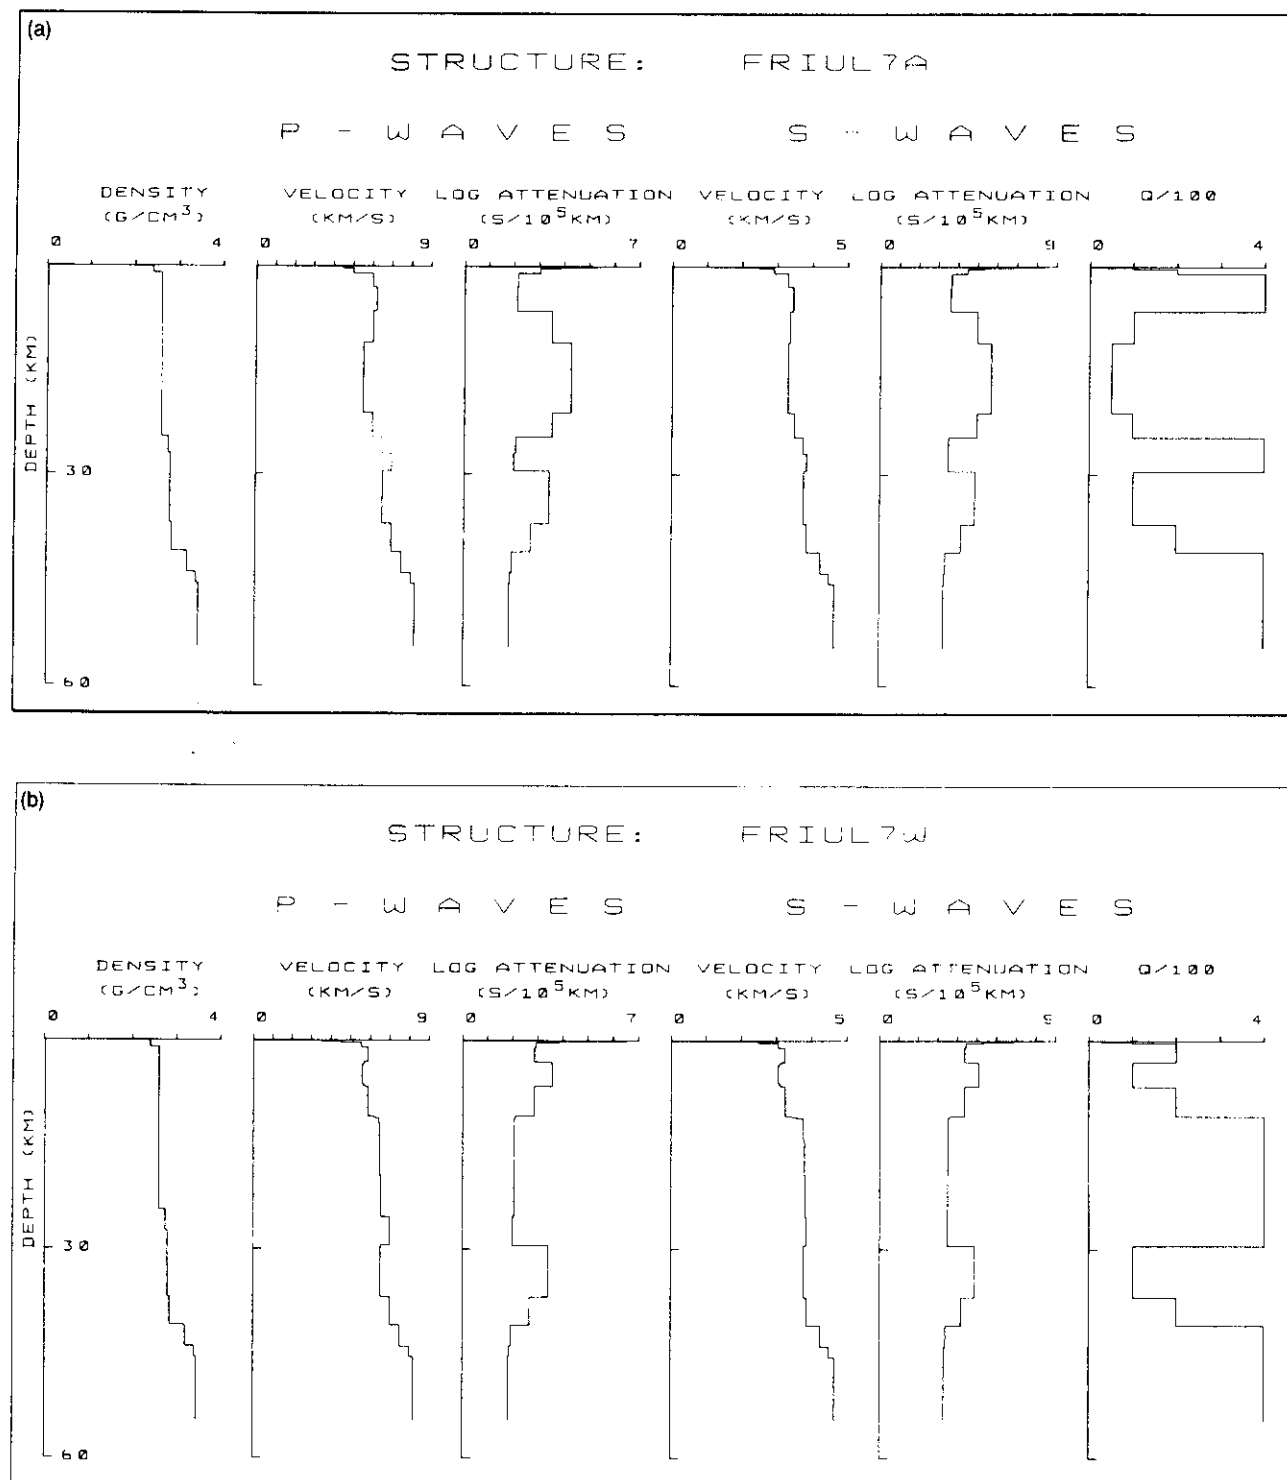 (a)
STRUCTURE: FRIUL7A
P-WAVES S-WAVES
DENSITY VELOCITY LOG ATTENUATION VELOCITY LOG ATTENUATION Q/100
(G/CM3) (KM/S) (S/105KM) (KM/S) (S/105KM)
0 4 0 9 0 7 0 5 0 9 0 4
DEPTH (KM)
30
60
(b)
STRUCTURE: FRIUL7W
P-WAVES S-WAVES
DENSITY VELOCITY LOG ATTENUATION VELOCITY LOG ATTENUATION Q/100
(G/CM3) (KM/S) (S/105KM) (KM/S) (S/105KM)
0 4 0 9 0 7 0 5 0 9 0 4
DEPTH (KM)
30
60